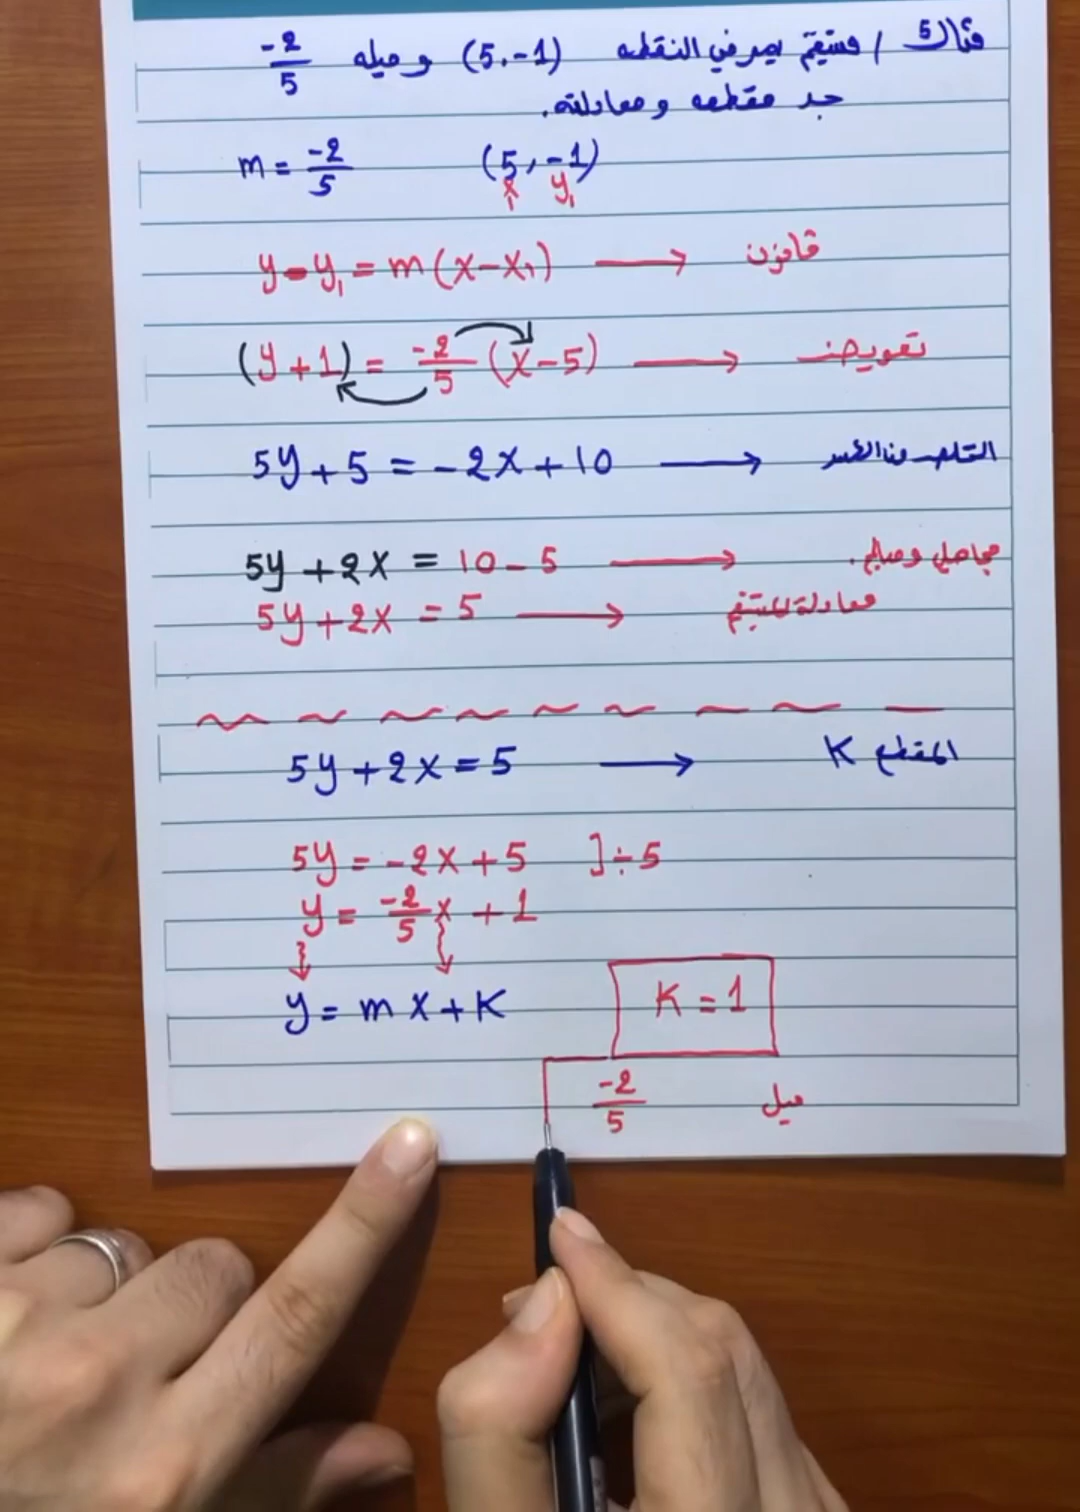 مثال 5 / مستقيم يمر في النقطه (5.-1) وميله -2/5
جد مقطعه ومعادلته.
m = -2/5 (5, -1)
x₁ y₁
y - y₁ = m(x - x₁) → قانون
(y + 1) = -2/5 (x - 5) → تعويض
5y + 5 = -2x + 10 → التخلص من الكسر
5y + 2x = 10 - 5 →
5y + 2x = 5 → معادلة المستقيم
5y + 2x = 5 → المقطع K
5y = -2x + 5 ] ÷ 5
y = -2/5 x + 1
y = mx + K K = 1
-2/5 ميل